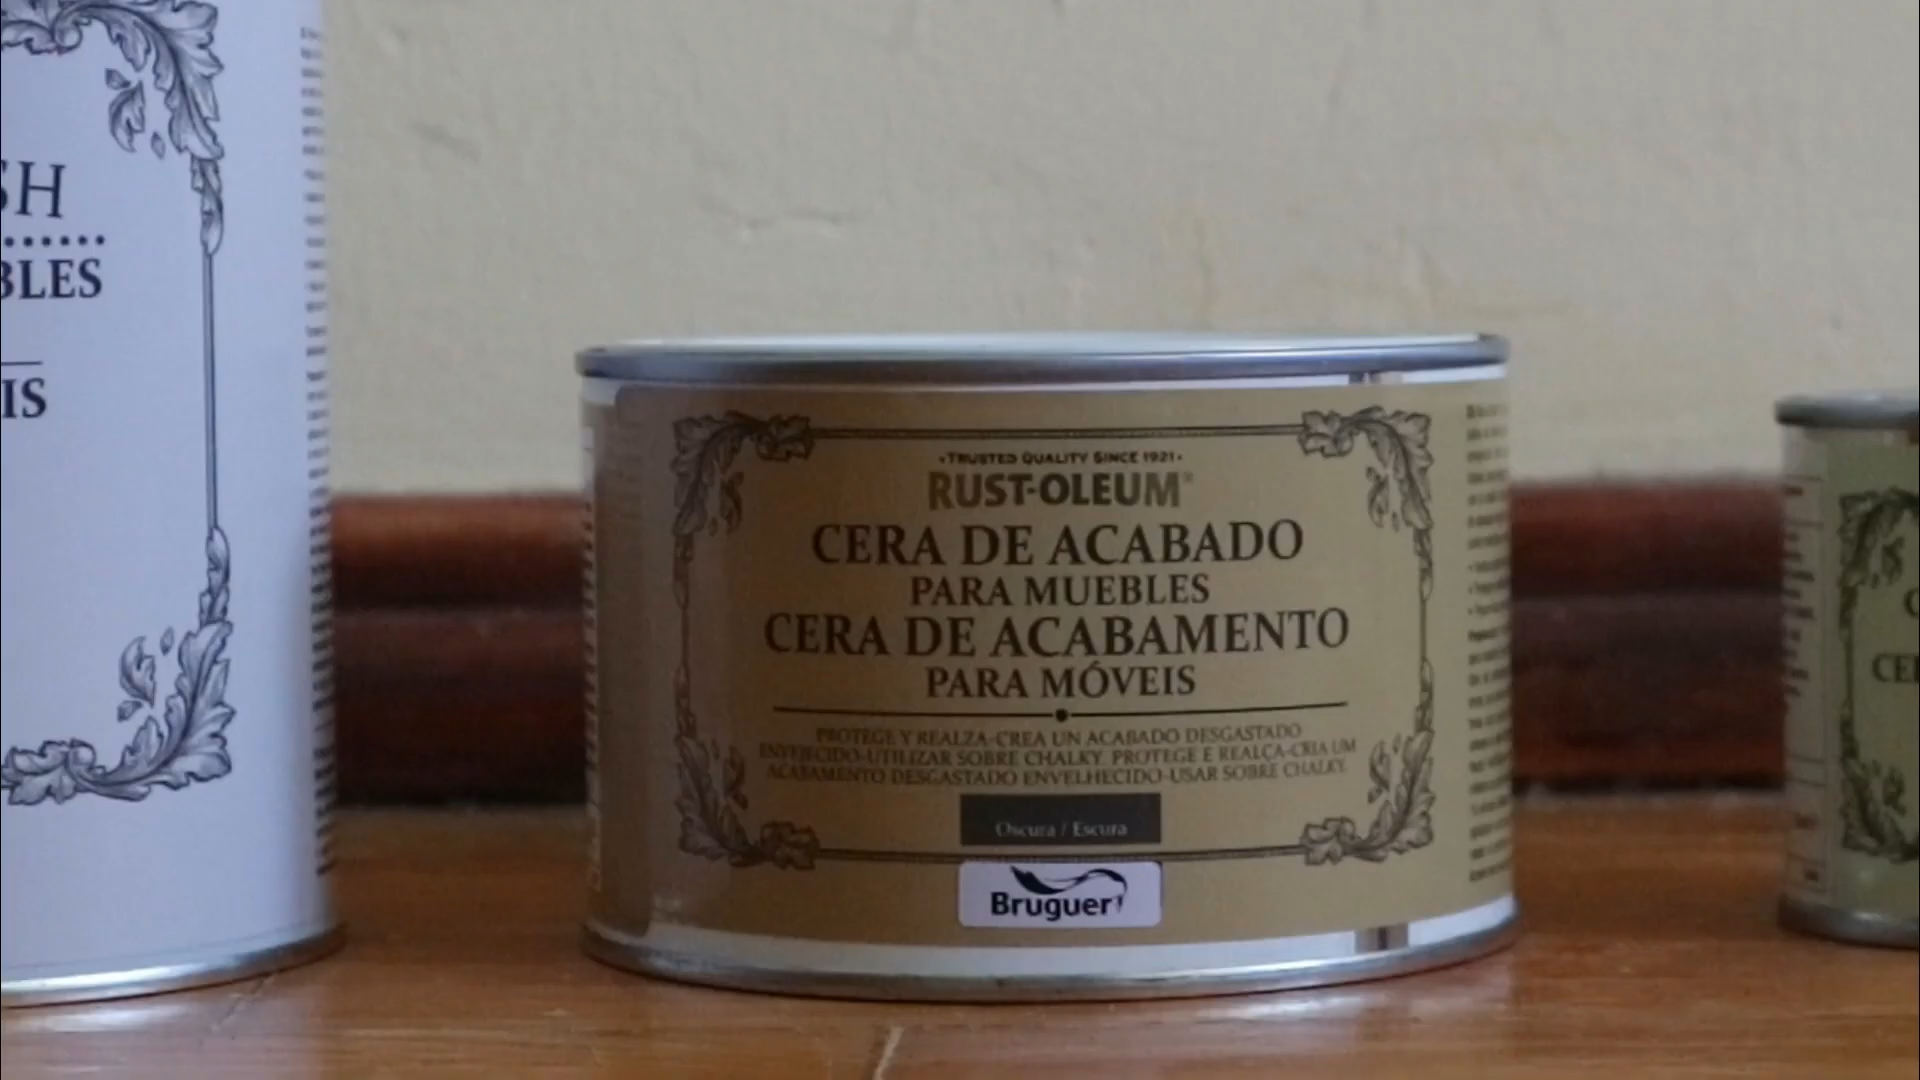 SH
BLES
IS
•TRUSTED QUALITY SINCE 1921•
RUST-OLEUM®
CERA DE ACABADO
PARA MUEBLES
CERA DE ACABAMENTO
PARA MÓVEIS
PROTEGE Y REALZA-CREA UN ACABADO DESGASTADO
ENVEJECIDO-UTILIZAR SOBRE CHALKY. PROTEGE E REALÇA-CRIA UM
ACABAMENTO DESGASTADO ENVELHECIDO-USAR SOBRE CHALKY.
Oscura / Escura
Bruguer
CE